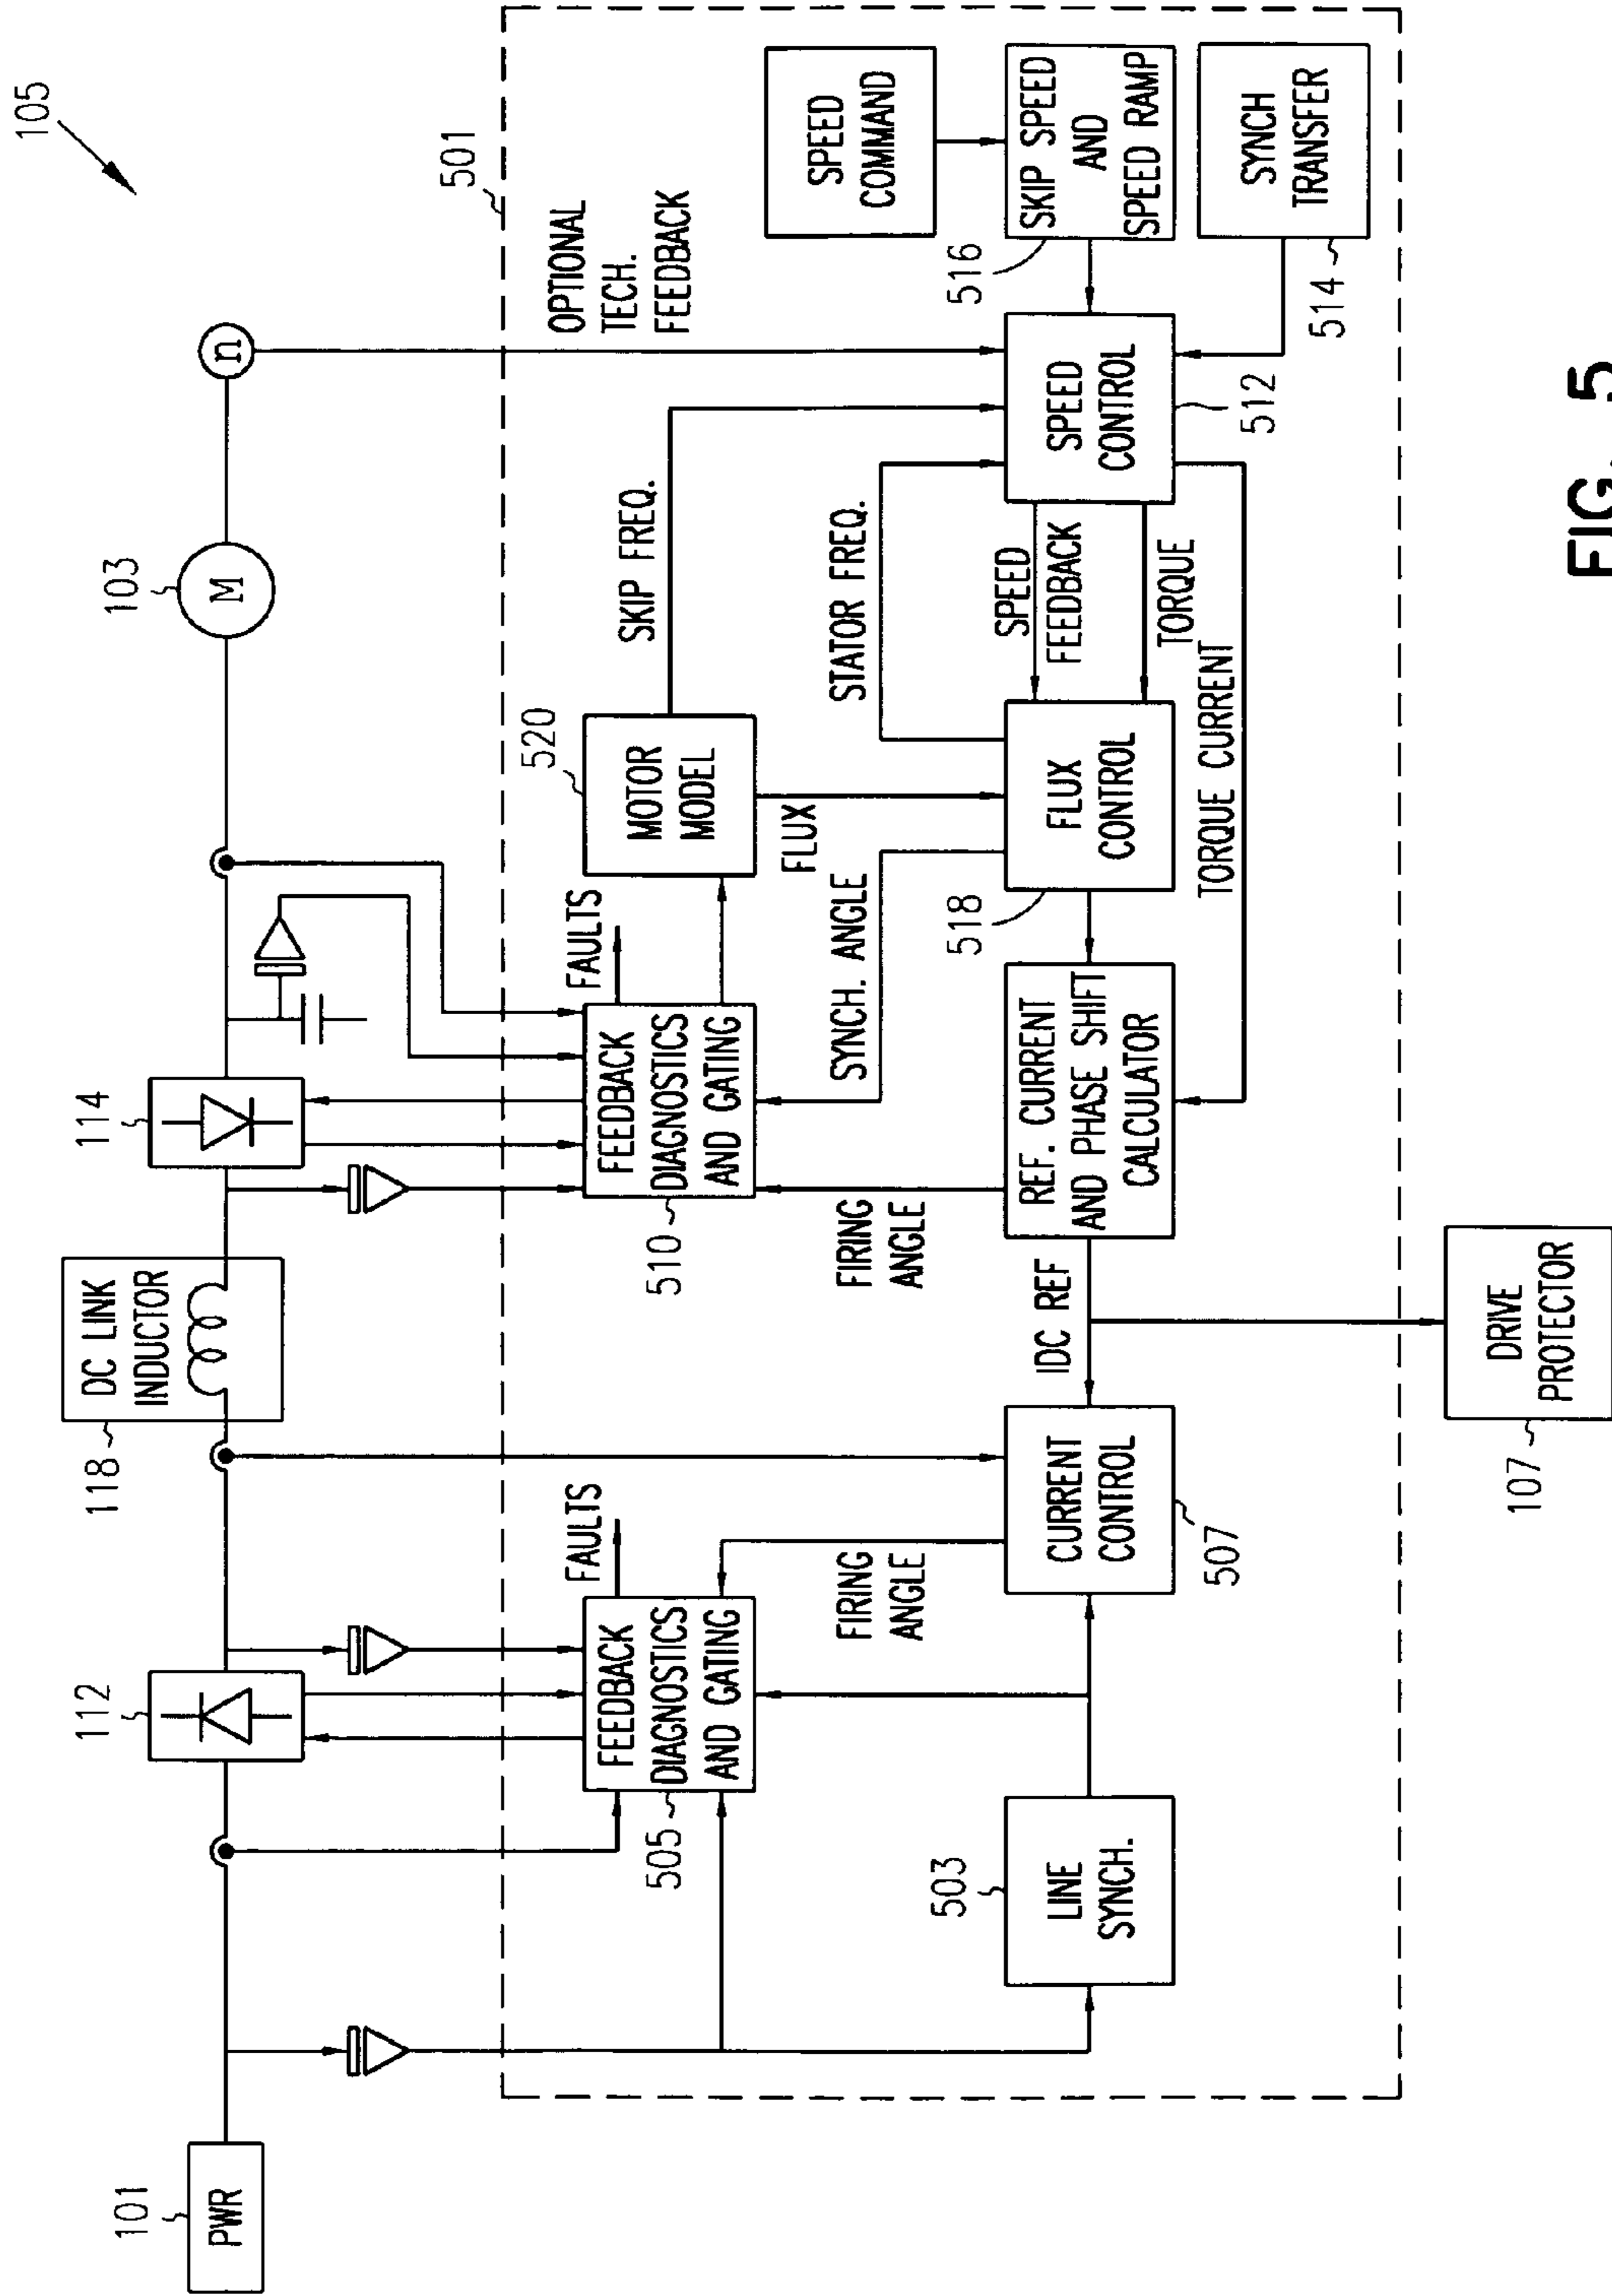 105
101
PWR
112
118
DC LINK
INDUCTOR
114
103
M
n
501
OPTIONAL
TECH.
FEEDBACK
505
FEEDBACK
DIAGNOSTICS
AND GATING
FAULTS
510
FEEDBACK
DIAGNOSTICS
AND GATING
FAULTS
520
MOTOR
MODEL
SKIP FREQ.
FLUX
FIRING
ANGLE
FIRING
ANGLE
SYNCH. ANGLE
STATOR FREQ.
SPEED
COMMAND
503
LINE
SYNCH.
CURRENT
CONTROL
507
IDC REF
REF. CURRENT
AND PHASE SHIFT
CALCULATOR
518
FLUX
CONTROL
SPEED
FEEDBACK
TORQUE
TORQUE CURRENT
SPEED
CONTROL
512
516
SKIP SPEED
AND
SPEED RAMP
SYNCH
TRANSFER
514
107
DRIVE
PROTECTOR
FIG. 5